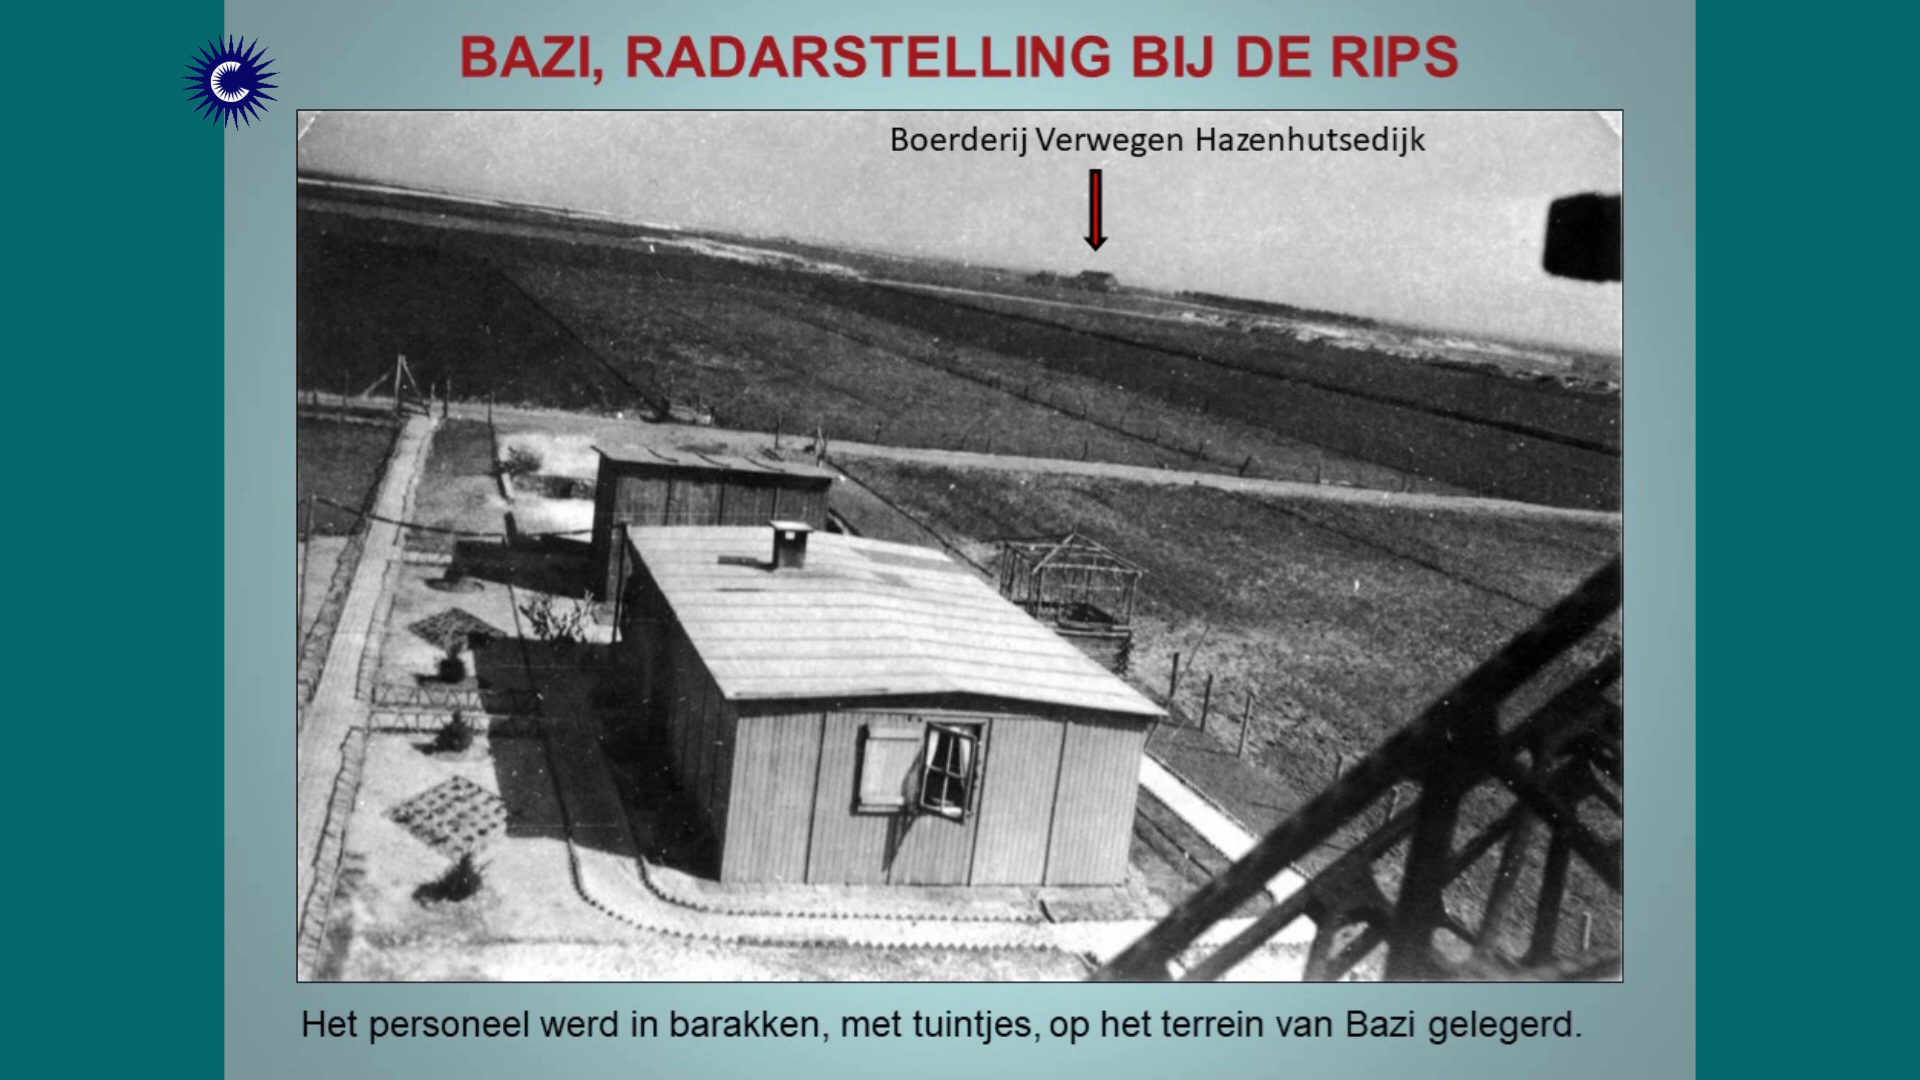 BAZI, RADARSTELLING BIJ DE RIPS
Boerderij Verwegen Hazenhutsedijk
Het personeel werd in barakken, met tuintjes, op het terrein van Bazi gelegerd.